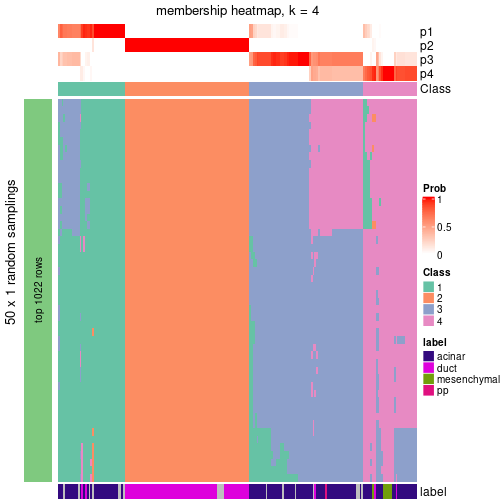 membership heatmap, k = 4
p1
p2
p3
p4
Class
50 x 1 random samplings
top 1022 rows
Prob
1
0.5
0
Class
1
2
3
4
label
acinar
duct
mesenchymal
pp
label